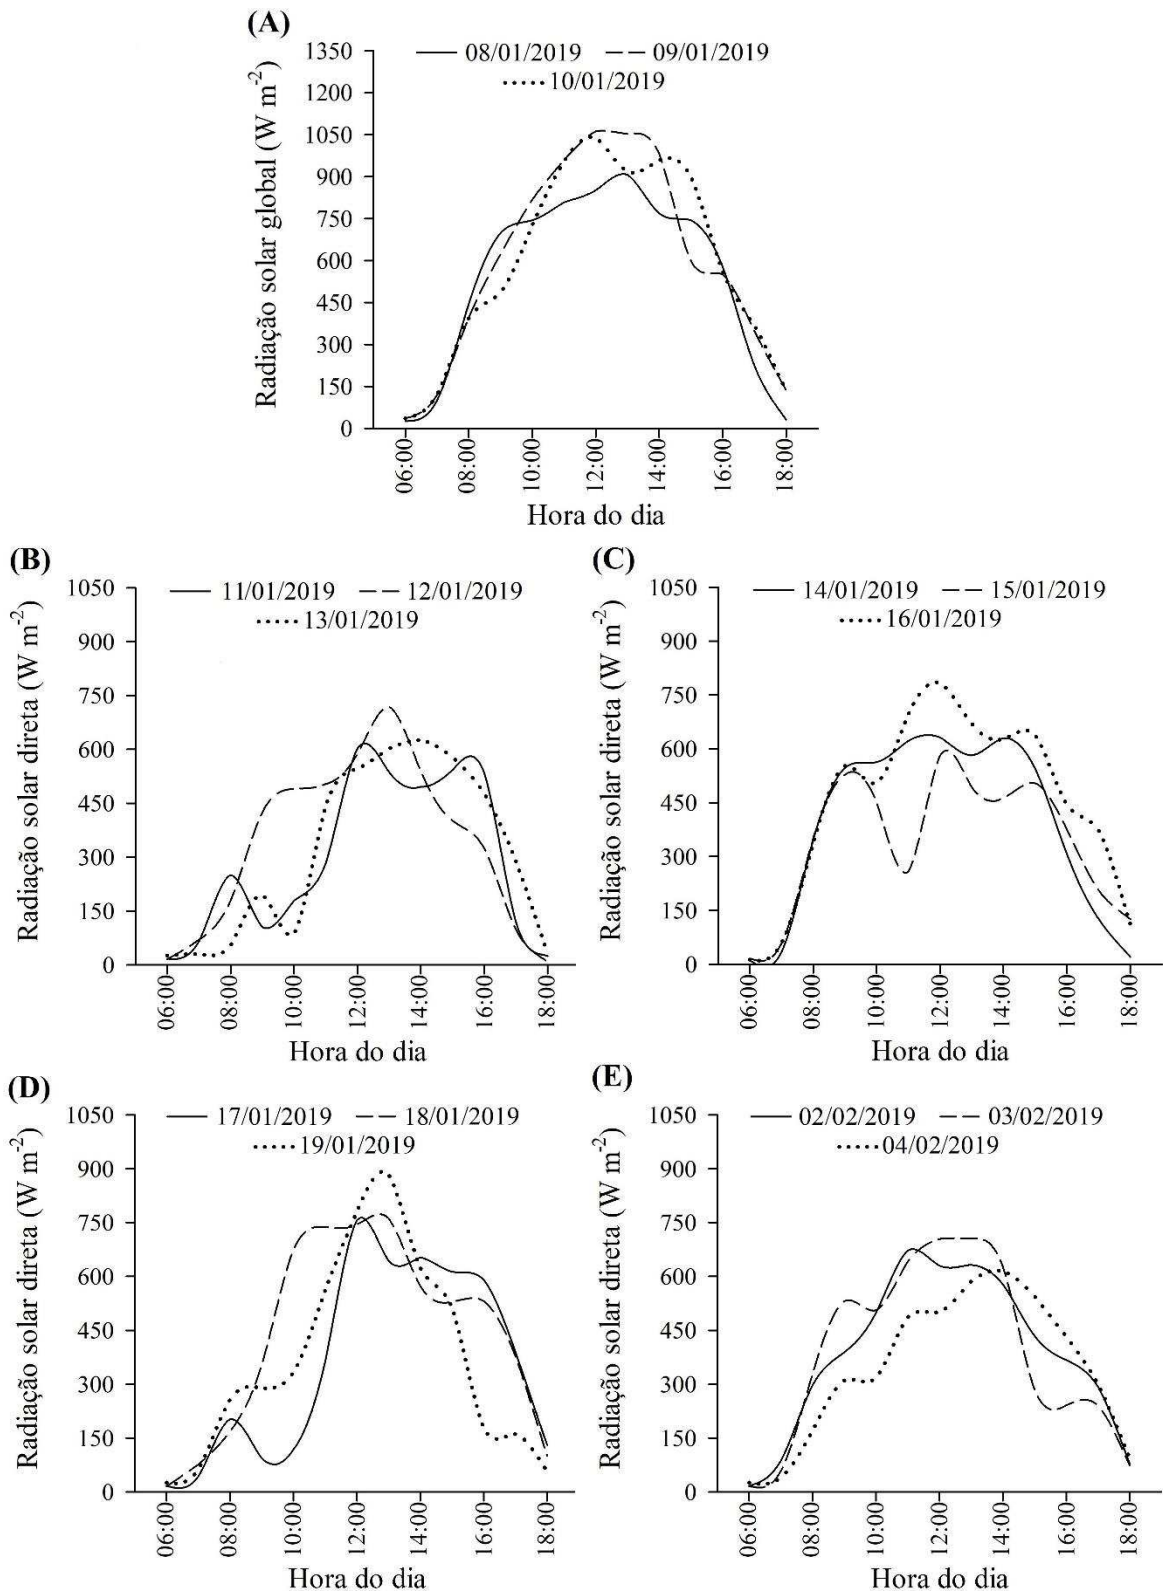 (A)
08/01/2019 09/01/2019
10/01/2019
Radiação solar global (W m-2)
1350
1200
1050
900
750
600
450
300
150
0
06:00 08:00 10:00 12:00 14:00 16:00 18:00
Hora do dia
(B)
11/01/2019 12/01/2019
13/01/2019
Radiação solar direta (W m-2)
1050
900
750
600
450
300
150
0
06:00 08:00 10:00 12:00 14:00 16:00 18:00
Hora do dia
(C)
14/01/2019 15/01/2019
16/01/2019
Radiação solar direta (W m-2)
1050
900
750
600
450
300
150
0
06:00 08:00 10:00 12:00 14:00 16:00 18:00
Hora do dia
(D)
17/01/2019 18/01/2019
19/01/2019
Radiação solar direta (W m-2)
1050
900
750
600
450
300
150
0
06:00 08:00 10:00 12:00 14:00 16:00 18:00
Hora do dia
(E)
02/02/2019 03/02/2019
04/02/2019
Radiação solar direta (W m-2)
1050
900
750
600
450
300
150
0
06:00 08:00 10:00 12:00 14:00 16:00 18:00
Hora do dia